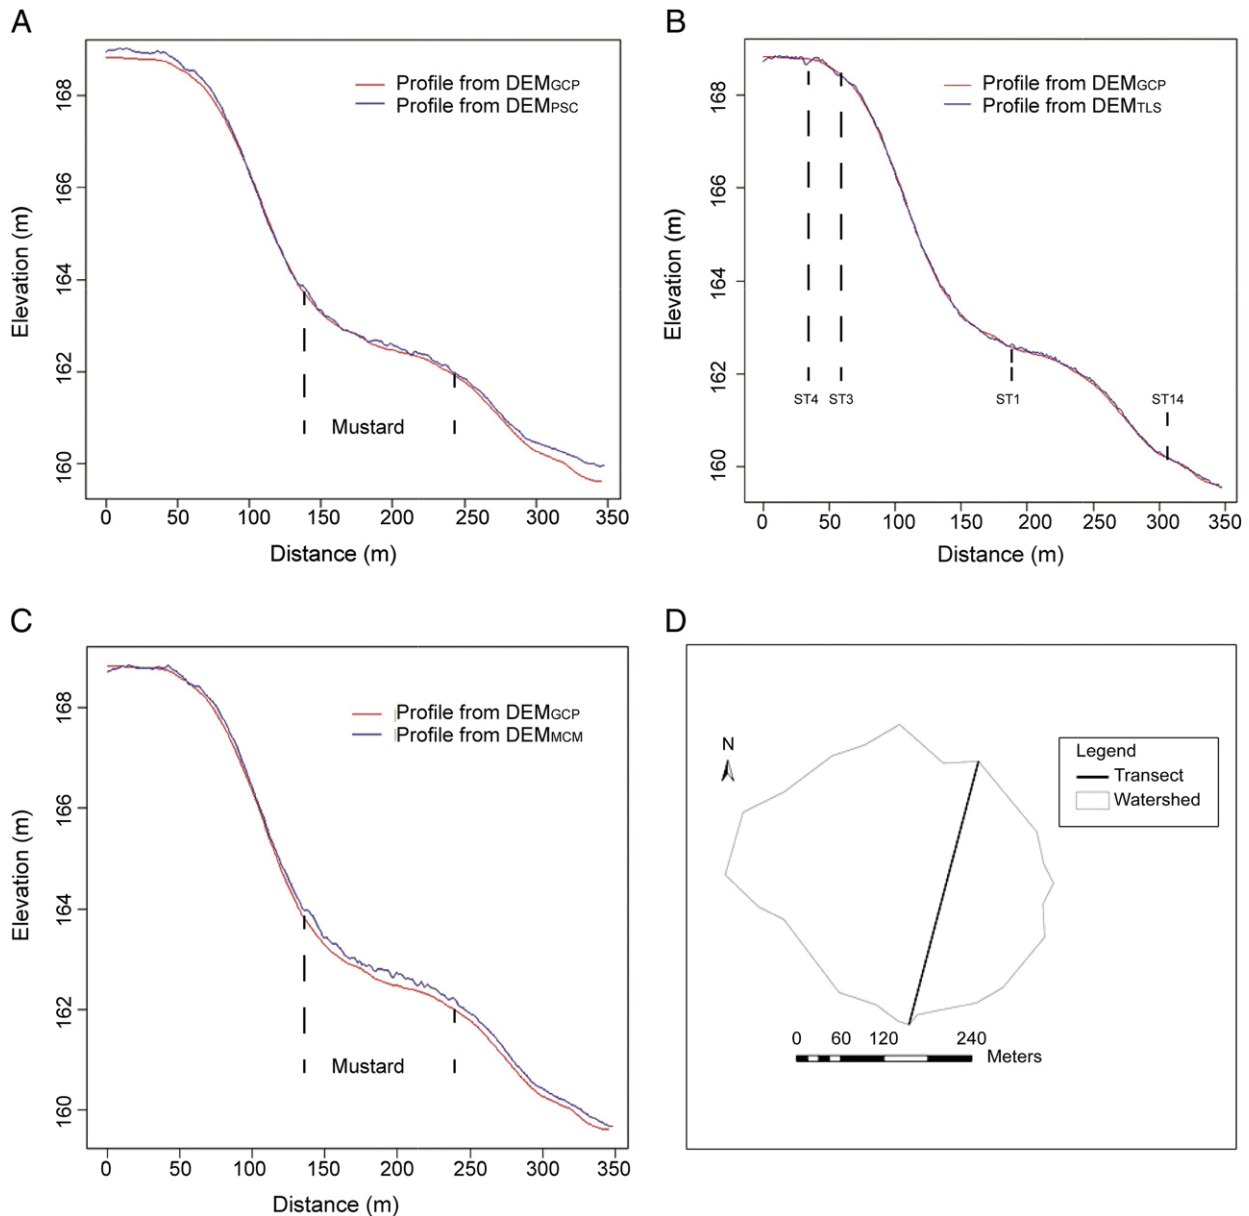 A
Profile from DEMGCP
Profile from DEMPSC
168
166
164
162
160
Elevation (m)
Mustard
0 50 100 150 200 250 300 350
Distance (m)
B
Profile from DEMGCP
Profile from DEMTLS
168
166
164
162
160
Elevation (m)
ST4 ST3 ST1 ST14
0 50 100 150 200 250 300 350
Distance (m)
C
Profile from DEMGCP
Profile from DEMMCM
168
166
164
162
160
Elevation (m)
Mustard
0 50 100 150 200 250 300 350
Distance (m)
D
N
Legend
Transect
Watershed
0 60 120 240
Meters